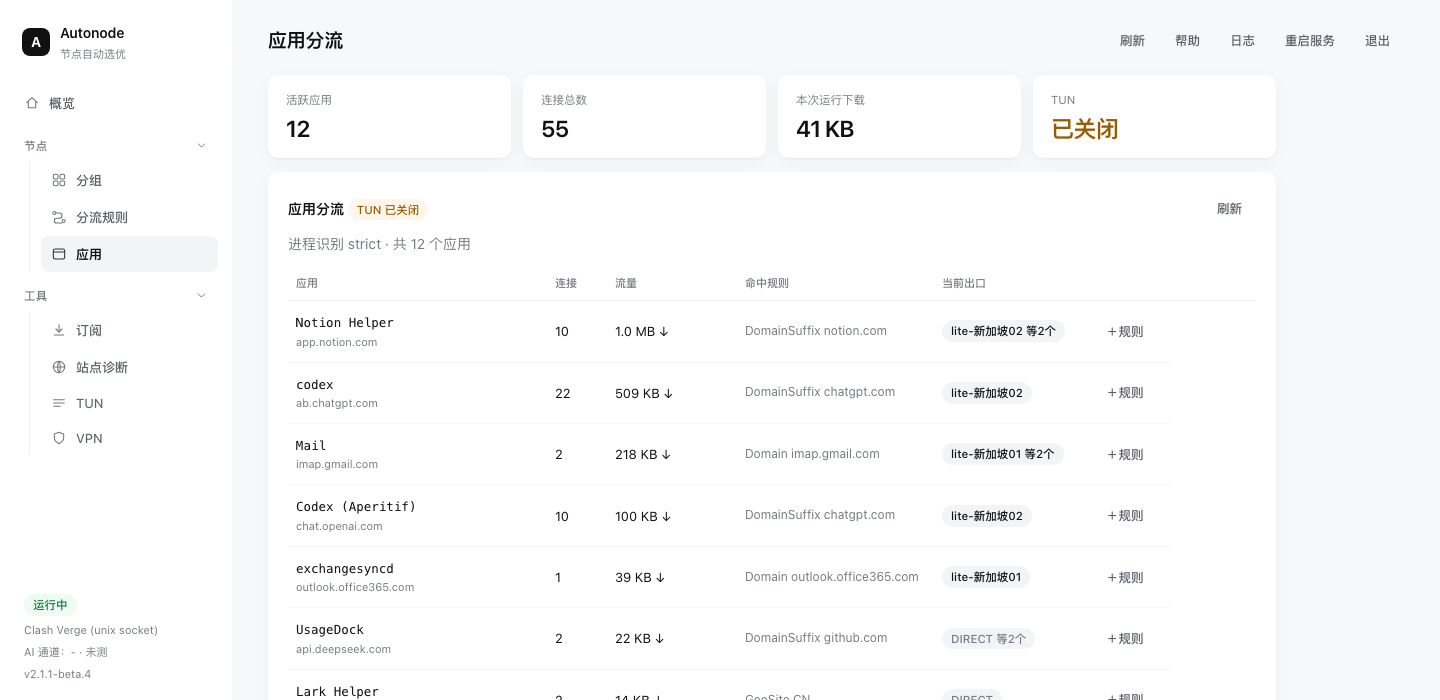 A
Autonode
节点自动选优
概览
节点
分组
分流规则
应用
工具
订阅
站点诊断
TUN
VPN
运行中
Clash Verge (unix socket)
AI 通道: - · 未测
v2.1.1-beta.4
应用分流
刷新 帮助 日志 重启服务 退出
活跃应用
12
连接总数
55
本次运行下载
41 KB
TUN
已关闭
应用分流 TUN 已关闭 刷新
进程识别 strict · 共 12 个应用
应用 连接 流量 命中规则 当前出口
Notion Helper
app.notion.com
10 1.0 MB ↓ DomainSuffix notion.com lite-新加坡02 等2个 +规则
codex
ab.chatgpt.com
22 509 KB ↓ DomainSuffix chatgpt.com lite-新加坡02 +规则
Mail
imap.gmail.com
2 218 KB ↓ Domain imap.gmail.com lite-新加坡01 等2个 +规则
Codex (Aperitif)
chat.openai.com
10 100 KB ↓ DomainSuffix chatgpt.com lite-新加坡02 +规则
exchangesyncd
outlook.office365.com
1 39 KB ↓ Domain outlook.office365.com lite-新加坡01 +规则
UsageDock
api.deepseek.com
2 22 KB ↓ DomainSuffix github.com DIRECT 等2个 +规则
Lark Helper
2 14 KB ↓ GeoSite CN DIRECT +规则